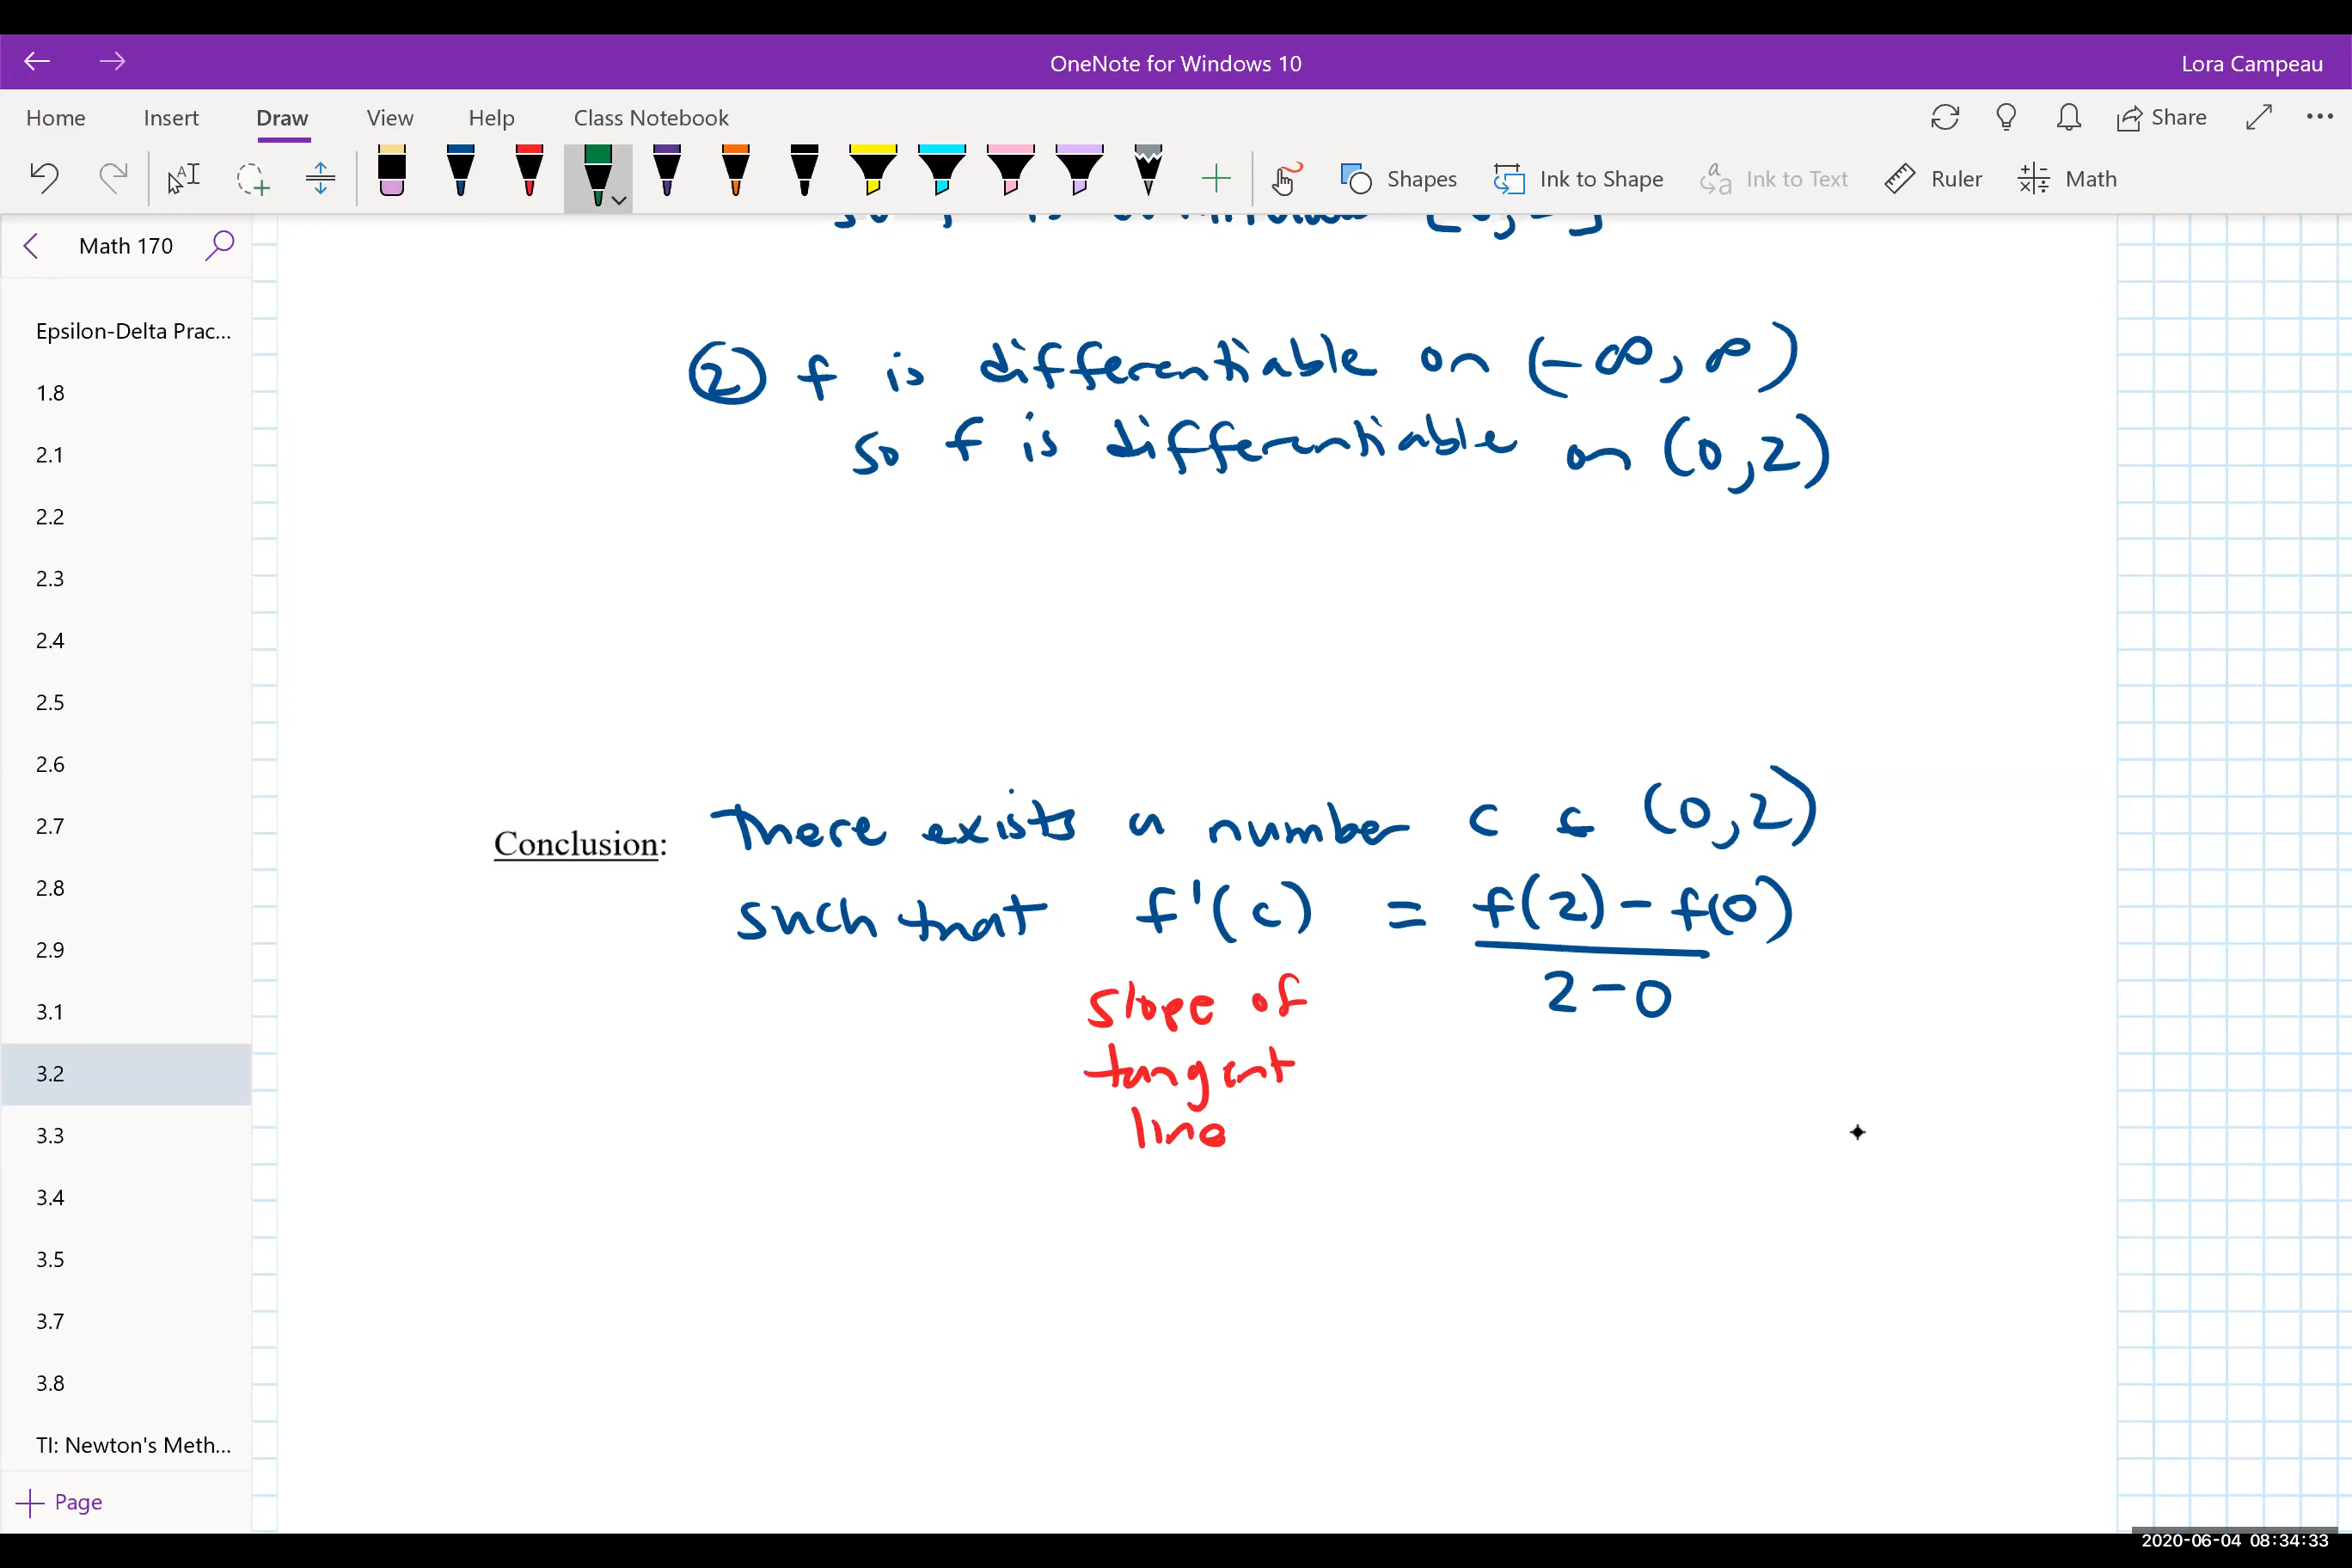 OneNote for Windows 10
Lora Campeau
Home Insert Draw View Help Class Notebook
Share
Shapes Ink to Shape Ink to Text Ruler Math
Math 170
Epsilon-Delta Prac...
1.8
2.1
2.2
2.3
2.4
2.5
2.6
2.7
2.8
2.9
3.1
3.2
3.3
3.4
3.5
3.7
3.8
TI: Newton's Meth...
Page
② f is differentiable on (-∞, ∞)
so f is differentiable on (0,2)
Conclusion: There exists a number c ∈ (0,2)
such that f'(c) = f(2) - f(0)
2-0
slope of
tangent
line
2020-06-04 08:34:33